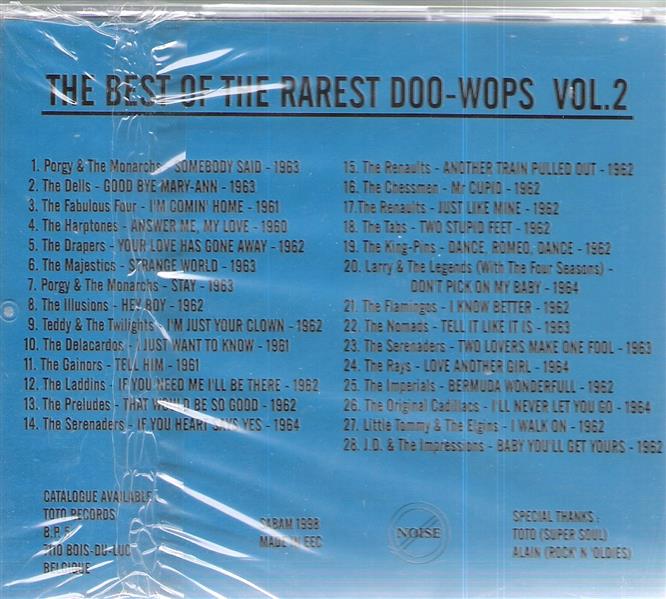 THE BEST OF THE RAREST DOO-WOPS VOL.2
1. Porgy & The Monarchs - SOMEBODY SAID - 1963
2. The Dells - GOOD BYE MARY-ANN - 1963
3. The Fabulous Four - I'M COMIN' HOME - 1961
4. The Harptones - ANSWER ME, MY LOVE - 1960
5. The Drapers - YOUR LOVE HAS GONE AWAY - 1962
6. The Majestics - STRANGE WORLD - 1963
7. Porgy & The Monarchs - STAY - 1963
8. The Illusions - HEY BOY - 1962
9. Teddy & The Twilights - I'M JUST YOUR CLOWN - 1962
10. The Delacardos - I JUST WANT TO KNOW - 1961
11. The Gainors - TELL HIM - 1961
12. The Laddins - IF YOU NEED ME I'LL BE THERE - 1962
13. The Preludes - THAT WOULD BE SO GOOD - 1962
14. The Serenaders - IF YOU HEART SAYS YES - 1964
15. The Renaults - ANOTHER TRAIN PULLED OUT - 1962
16. The Chessmen - Mr CUPID - 1962
17.The Renaults - JUST LIKE MINE - 1962
18. The Tabs - TWO STUPID FEET - 1962
19. The King-Pins - DANCE, ROMEO, DANCE - 1962
20. Larry & The Legends (With The Four Seasons) -
DON'T PICK ON MY BABY - 1964
21. The Flamingos - I KNOW BETTER - 1962
22. The Nomads - TELL IT LIKE IT IS - 1963
23. The Serenaders - TWO LOVERS MAKE ONE FOOL - 1963
24. The Rays - LOVE ANOTHER GIRL - 1964
25. The Imperials - BERMUDA WONDERFULL - 1962
26. The Original Cadillacs - I'LL NEVER LET YOU GO - 1964
27. Little Tommy & The Elgins - I WALK ON - 1962
28. J.D. & The Impressions - BABY YOU'LL GET YOURS - 1962
CATALOGUE AVAILABLE
TOTO RECORDS
B.P. 5
7110 BOIS-DU-LUC
BELGIQUE
SABAM 1998
MADE IN EEC
NOISE
SPECIAL THANKS :
TOTO (SUPER SOUL)
ALAIN (ROCK' N 'OLDIES)